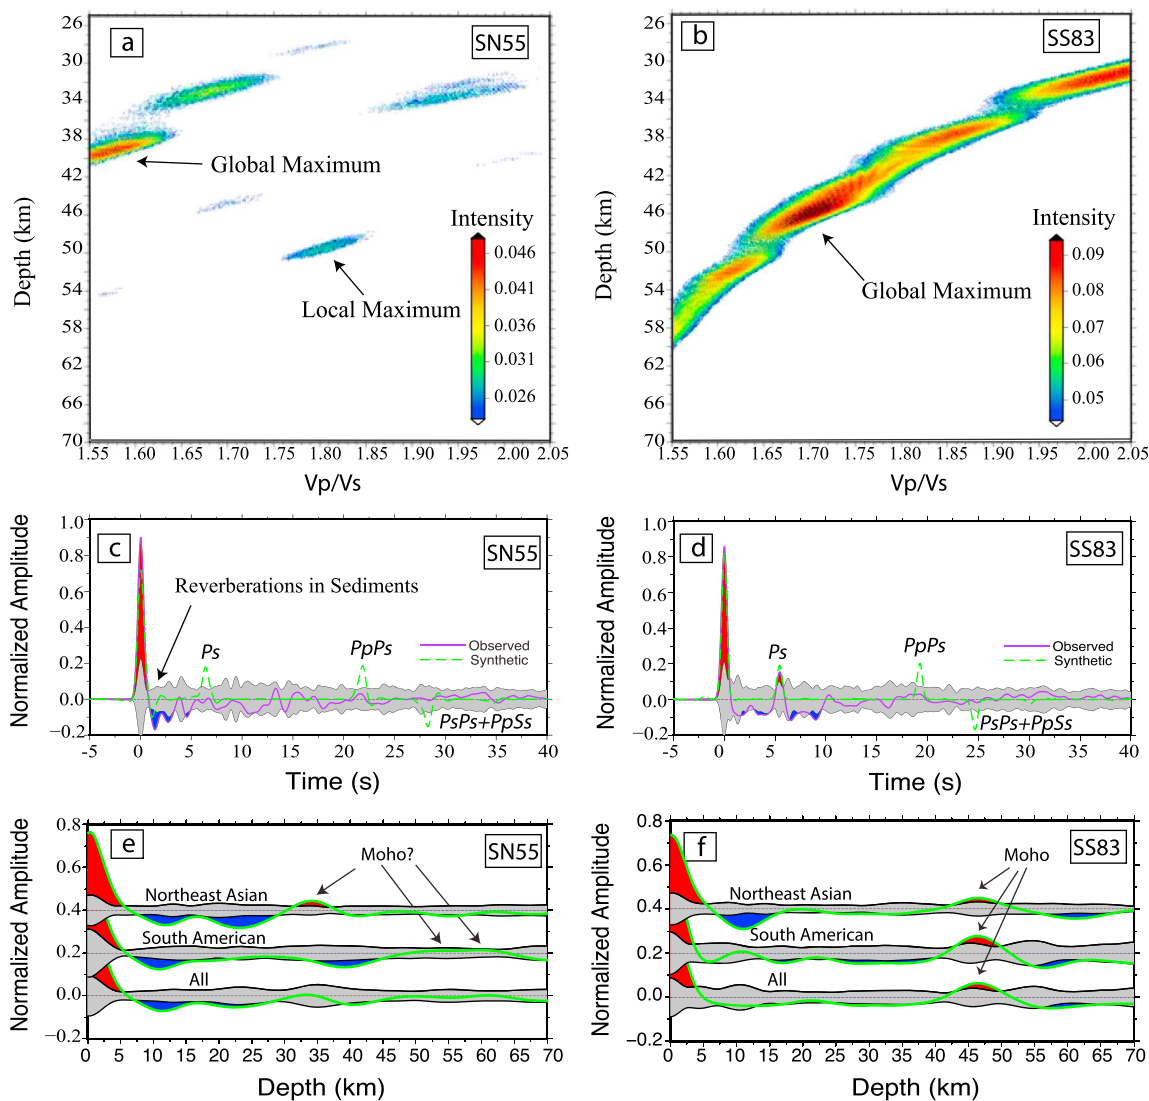 a
SN55
26
30
34
38
42
46
50
54
58
62
66
70
Depth (km)
Global Maximum
Local Maximum
Intensity
0.046
0.041
0.036
0.031
0.026
1.55 1.60 1.65 1.70 1.75 1.80 1.85 1.90 1.95 2.00 2.05
Vp/Vs
b
SS83
26
30
34
38
42
46
50
54
58
62
66
70
Depth (km)
Global Maximum
Intensity
0.09
0.08
0.07
0.06
0.05
1.55 1.60 1.65 1.70 1.75 1.80 1.85 1.90 1.95 2.00 2.05
Vp/Vs
c
SN55
1.0
0.8
0.6
0.4
0.2
0.0
−0.2
Normalized Amplitude
Reverberations in Sediments
Ps
PpPs
PsPs+PpSs
Observed
Synthetic
-5 0 5 10 15 20 25 30 35 40
Time (s)
d
SS83
1.0
0.8
0.6
0.4
0.2
0.0
−0.2
Normalized Amplitude
Ps
PpPs
PsPs+PpSs
Observed
Synthetic
-5 0 5 10 15 20 25 30 35 40
Time (s)
e
SN55
0.8
0.6
0.4
0.2
0.0
−0.2
Normalized Amplitude
Moho?
Northeast Asian
South American
All
0 5 10 15 20 25 30 35 40 45 50 55 60 65 70
Depth (km)
f
SS83
0.8
0.6
0.4
0.2
0.0
−0.2
Normalized Amplitude
Moho
Northeast Asian
South American
All
0 5 10 15 20 25 30 35 40 45 50 55 60 65 70
Depth (km)